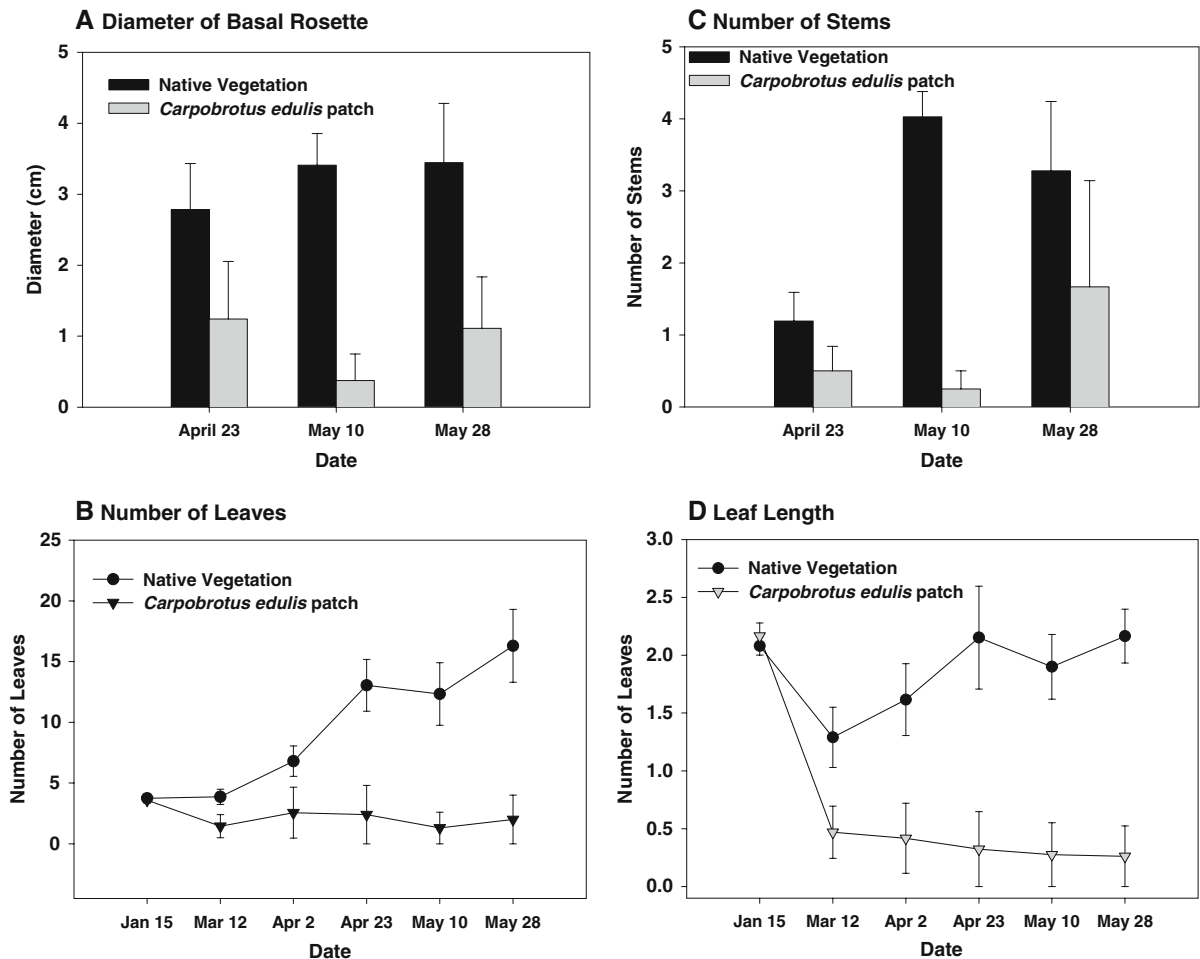 A Diameter of Basal Rosette
5
4
3
2
1
0
Diameter (cm)
Native Vegetation
Carpobrotus edulis patch
April 23
May 10
May 28
Date
C Number of Stems
5
4
3
2
1
0
Number of Stems
Native Vegetation
Carpobrotus edulis patch
April 23
May 10
May 28
Date
B Number of Leaves
25
20
15
10
5
0
Number of Leaves
Native Vegetation
Carpobrotus edulis patch
Jan 15
Mar 12
Apr 2
Apr 23
May 10
May 28
Date
D Leaf Length
3.0
2.5
2.0
1.5
1.0
0.5
0.0
Number of Leaves
Native Vegetation
Carpobrotus edulis patch
Jan 15
Mar 12
Apr 2
Apr 23
May 10
May 28
Date